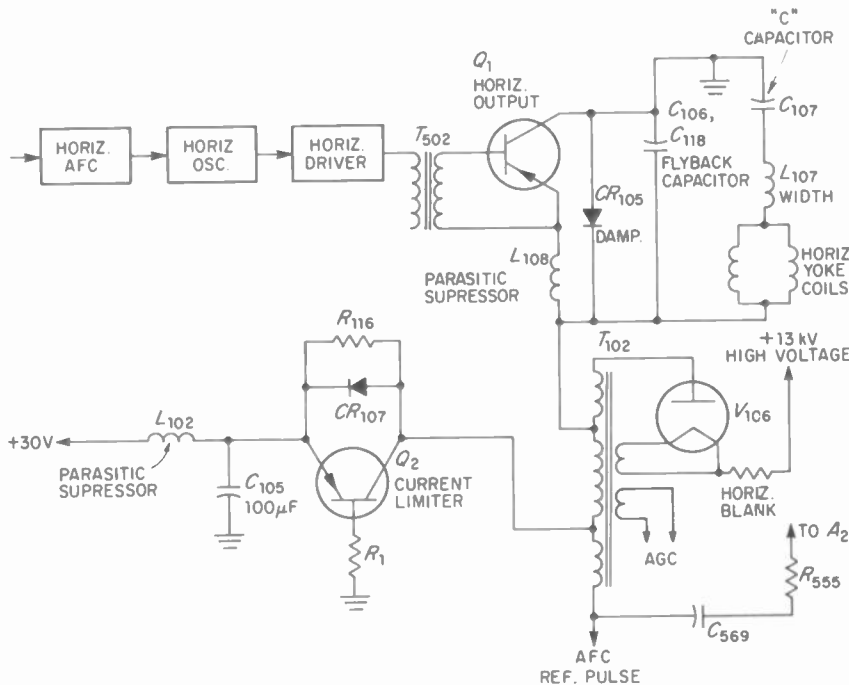 "C"
CAPACITOR
Q1
HORIZ.
OUTPUT
C106,
C118
FLYBACK
CAPACITOR
C107
HORIZ.
AFC
HORIZ
OSC.
HORIZ.
DRIVER
T502
L107
WIDTH
CR105
DAMP.
HORIZ
YOKE
COILS
L108
PARASITIC
SUPRESSOR
+13 kV
HIGH VOLTAGE
T102
R116
CR107
V106
L102
+30V
PARASITIC
SUPRESSOR
Q2
CURRENT
LIMITER
C105
100μF
HORIZ.
BLANK
R1
AGC
TO A2
R555
C569
AFC
REF. PULSE